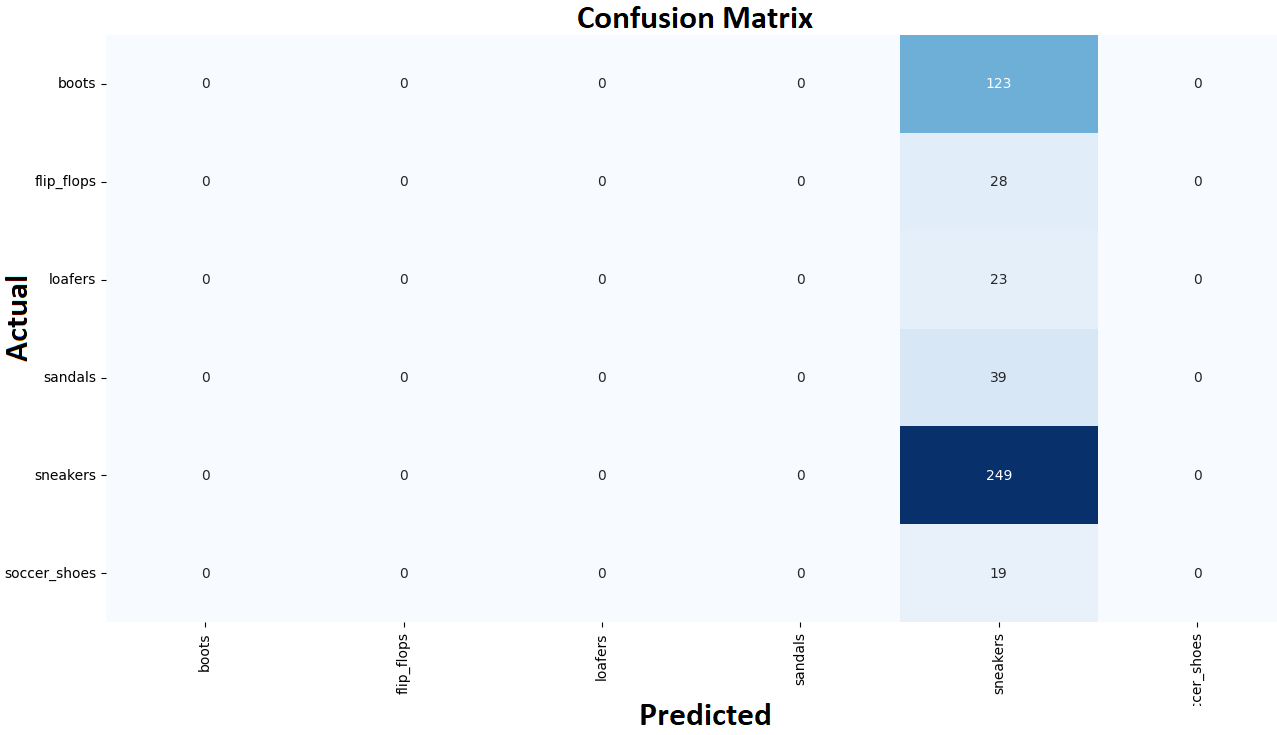 Confusion Matrix
Actual
boots 0 0 0 0 123 0
flip_flops 0 0 0 0 28 0
loafers 0 0 0 0 23 0
sandals 0 0 0 0 39 0
sneakers 0 0 0 0 249 0
soccer_shoes 0 0 0 0 19 0
boots flip_flops loafers sandals sneakers cer_shoes
Predicted